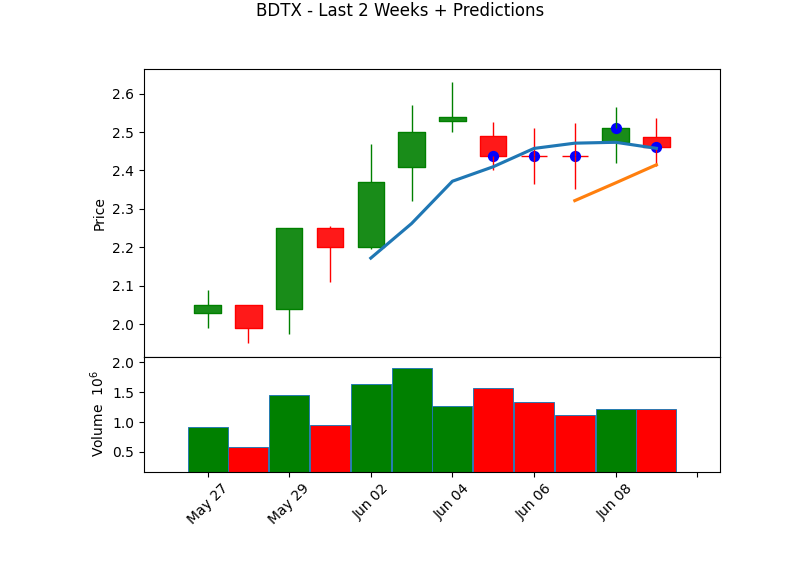 BDTX - Last 2 Weeks + Predictions
2.6
2.5
2.4
2.3
2.2
2.1
2.0
Price
2.0
1.5
1.0
0.5
Volume 10^6
May 27
May 29
Jun 02
Jun 04
Jun 06
Jun 08